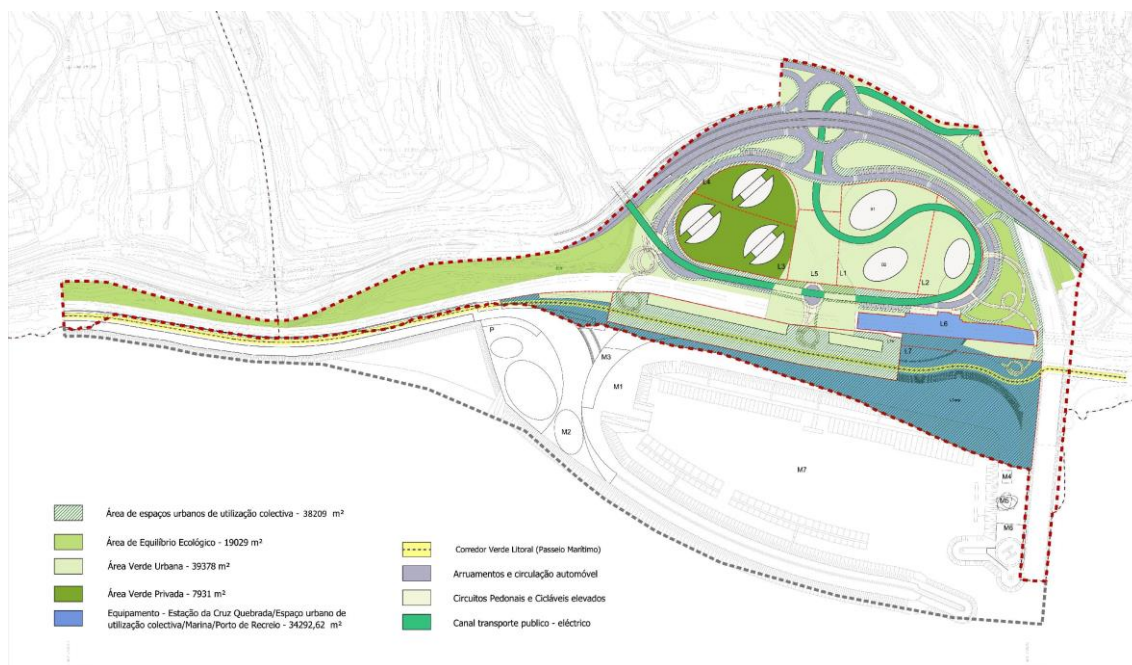 L4
L3
L5
L1
L2
L6
L7
P
M3
M1
M2
M7
M4
M5
M6
Área de espaços urbanos de utilização colectiva - 38209 m²
Área de Equilíbrio Ecológico - 19029 m²
Área Verde Urbana - 39378 m²
Área Verde Privada - 7931 m²
Equipamento - Estação da Cruz Quebrada/Espaço urbano de
utilização colectiva/Marina/Porto de Recreio - 34292,62 m²
Corredor Verde Litoral (Passeio Marítimo)
Arruamentos e circulação automóvel
Circuitos Pedonais e Cicláveis elevados
Canal transporte publico - eléctrico